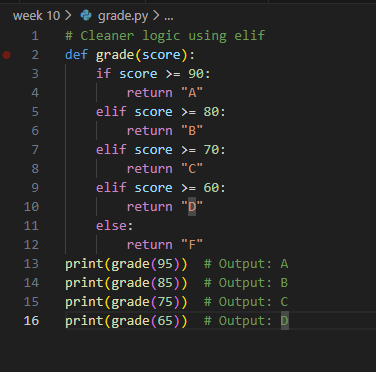 week 10 > grade.py > ...
1 # Cleaner logic using elif
2 def grade(score):
3     if score >= 90:
4         return "A"
5     elif score >= 80:
6         return "B"
7     elif score >= 70:
8         return "C"
9     elif score >= 60:
10         return "D"
11     else:
12         return "F"
13 print(grade(95))  # Output: A
14 print(grade(85))  # Output: B
15 print(grade(75))  # Output: C
16 print(grade(65))  # Output: D